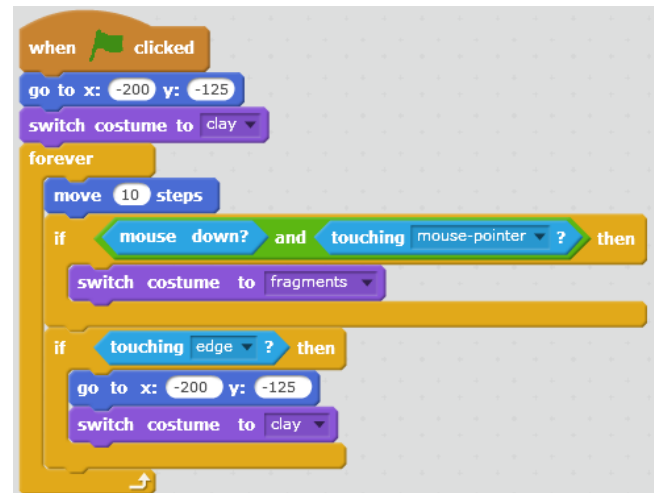 when clicked
go to x: -200 y: -125
switch costume to clay
forever
move 10 steps
if mouse down? and touching mouse-pointer ? then
switch costume to fragments
if touching edge ? then
go to x: -200 y: -125
switch costume to clay